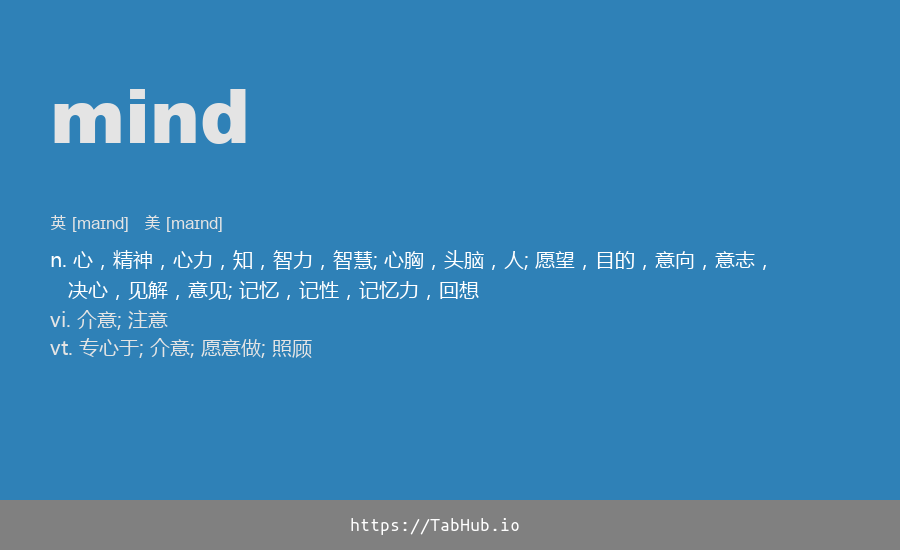 mind
英 [maɪnd] 美 [maɪnd]
n. 心，精神，心力，知，智力，智慧; 心胸，头脑，人; 愿望，目的，意向，意志，
决心，见解，意见; 记忆，记性，记忆力，回想
vi. 介意; 注意
vt. 专心于; 介意; 愿意做; 照顾
https://TabHub.io